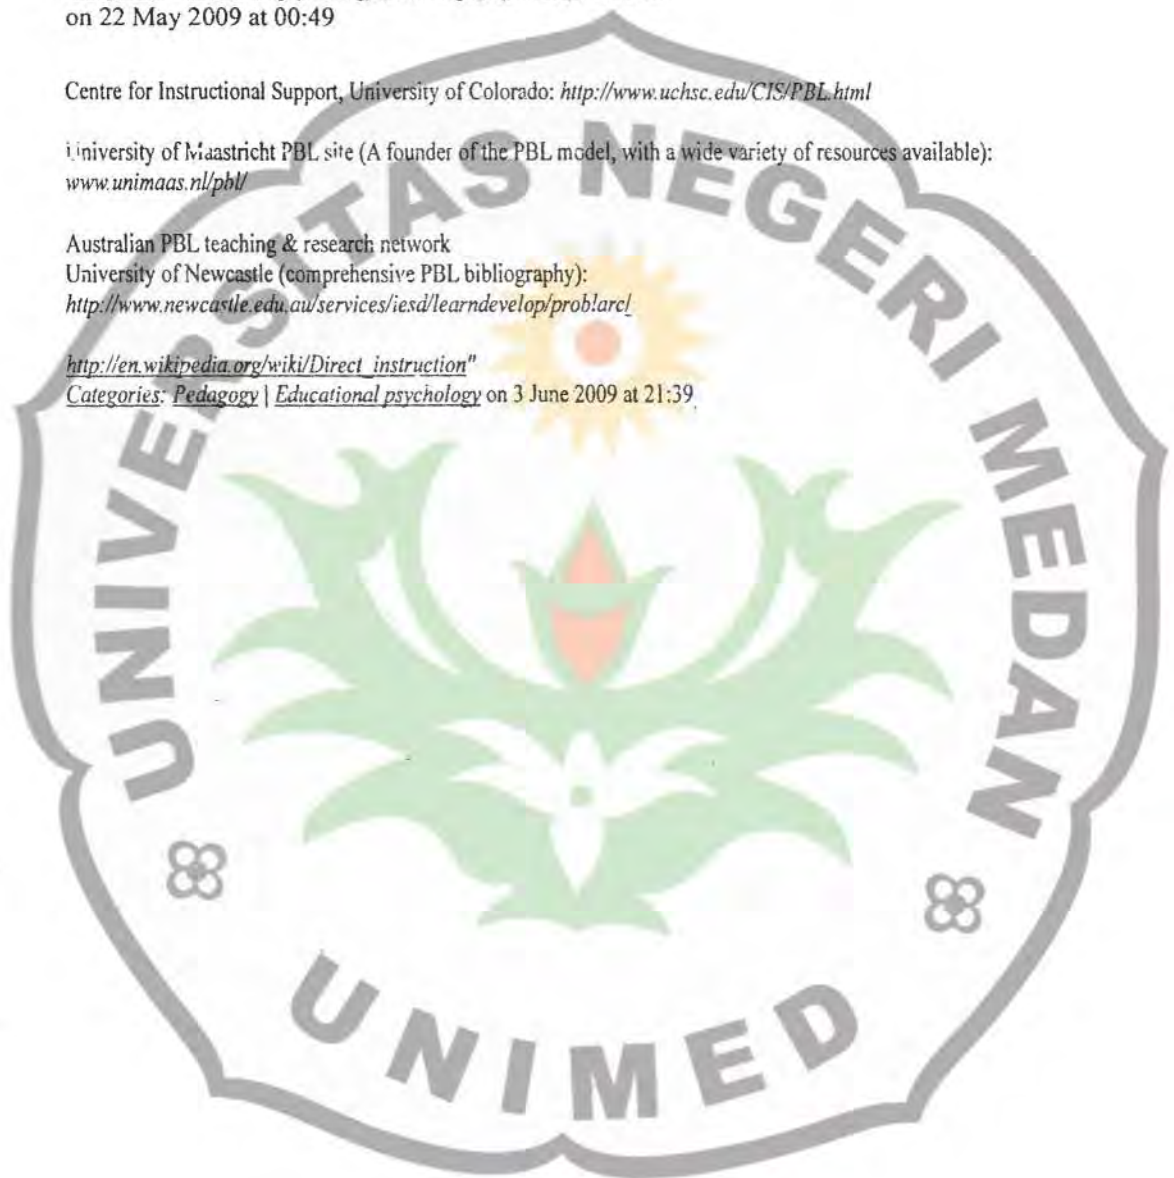 on 22 May 2009 at 00:49
Centre for Instructional Support, University of Colorado: http://www.uchsc.edu/CIS/PBL.html
University of Maastricht PBL site (A founder of the PBL model, with a wide variety of resources available):
www.unimaas.nl/pbl/
Australian PBL teaching & research network
University of Newcastle (comprehensive PBL bibliography):
http://www.newcastle.edu.au/services/iesd/learndevelop/problarc/
http://en.wikipedia.org/wiki/Direct_instruction"
Categories: Pedagogy | Educational psychology on 3 June 2009 at 21:39
UNIVERSITAS NEGERI MEDAN
UNIMED